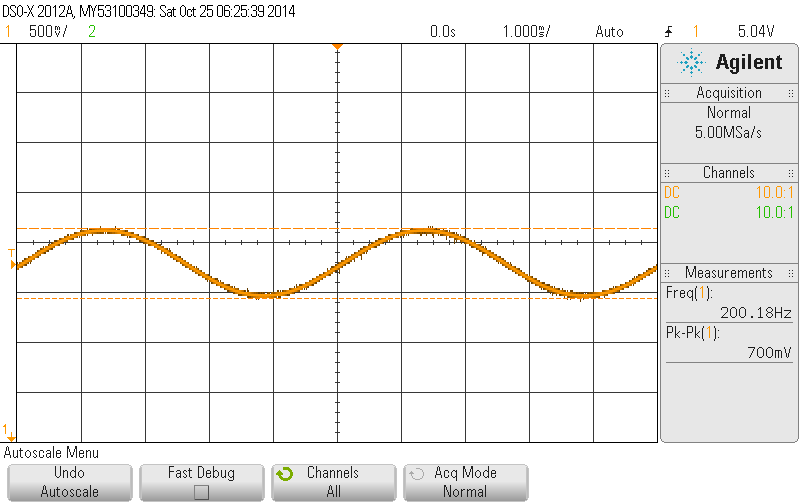 DSO-X 2012A, MY53100349: Sat Oct 25 06:25:39 2014
1 500mV/ 2 0.0s 1.000ms/ Auto 1 5.04V
Agilent
Acquisition
Normal
5.00MSa/s
Channels
DC 10.0:1
DC 10.0:1
T
Measurements
Freq(1):
200.18Hz
Pk-Pk(1):
700mV
1
Autoscale Menu
Undo
Autoscale
Fast Debug
Channels
All
Acq Mode
Normal